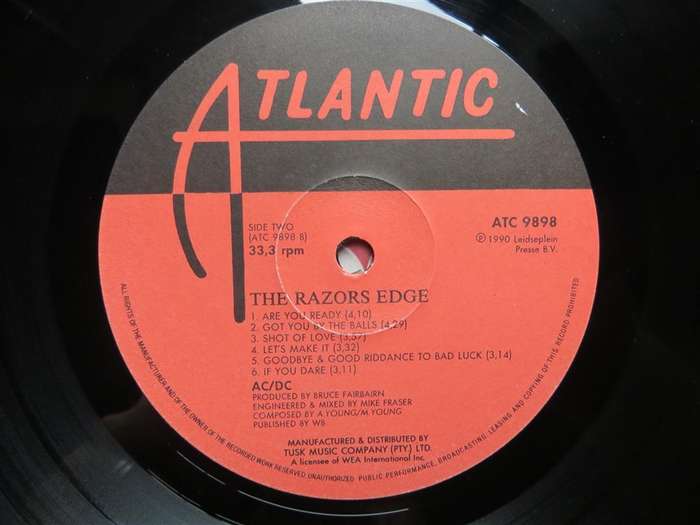 ATLANTIC
SIDE TWO
(ATC 9898 B)
33,3 rpm
ATC 9898
℗ 1990 Leidseplein
Presse B.V.
THE RAZORS EDGE
1. ARE YOU READY (4,10)
2. GOT YOU BY THE BALLS (4,29)
3. SHOT OF LOVE (3,57)
4. LET'S MAKE IT (3,32)
5. GOODBYE & GOOD RIDDANCE TO BAD LUCK (3,14)
6. IF YOU DARE (3,11)
AC/DC
PRODUCED BY BRUCE FAIRBAIRN
ENGINEERED & MIXED BY MIKE FRASER
COMPOSED BY A.YOUNG/M.YOUNG
PUBLISHED BY WB
MANUFACTURED & DISTRIBUTED BY
TUSK MUSIC COMPANY (PTY.) LTD.
A licensee of WEA International Inc.
ALL RIGHTS OF THE MANUFACTURER AND OF THE OWNER OF THE RECORDED WORK RESERVED UNAUTHORIZED PUBLIC PERFORMANCE, BROADCASTING LEASING AND COPYING OF THIS RECORD PROHIBITED